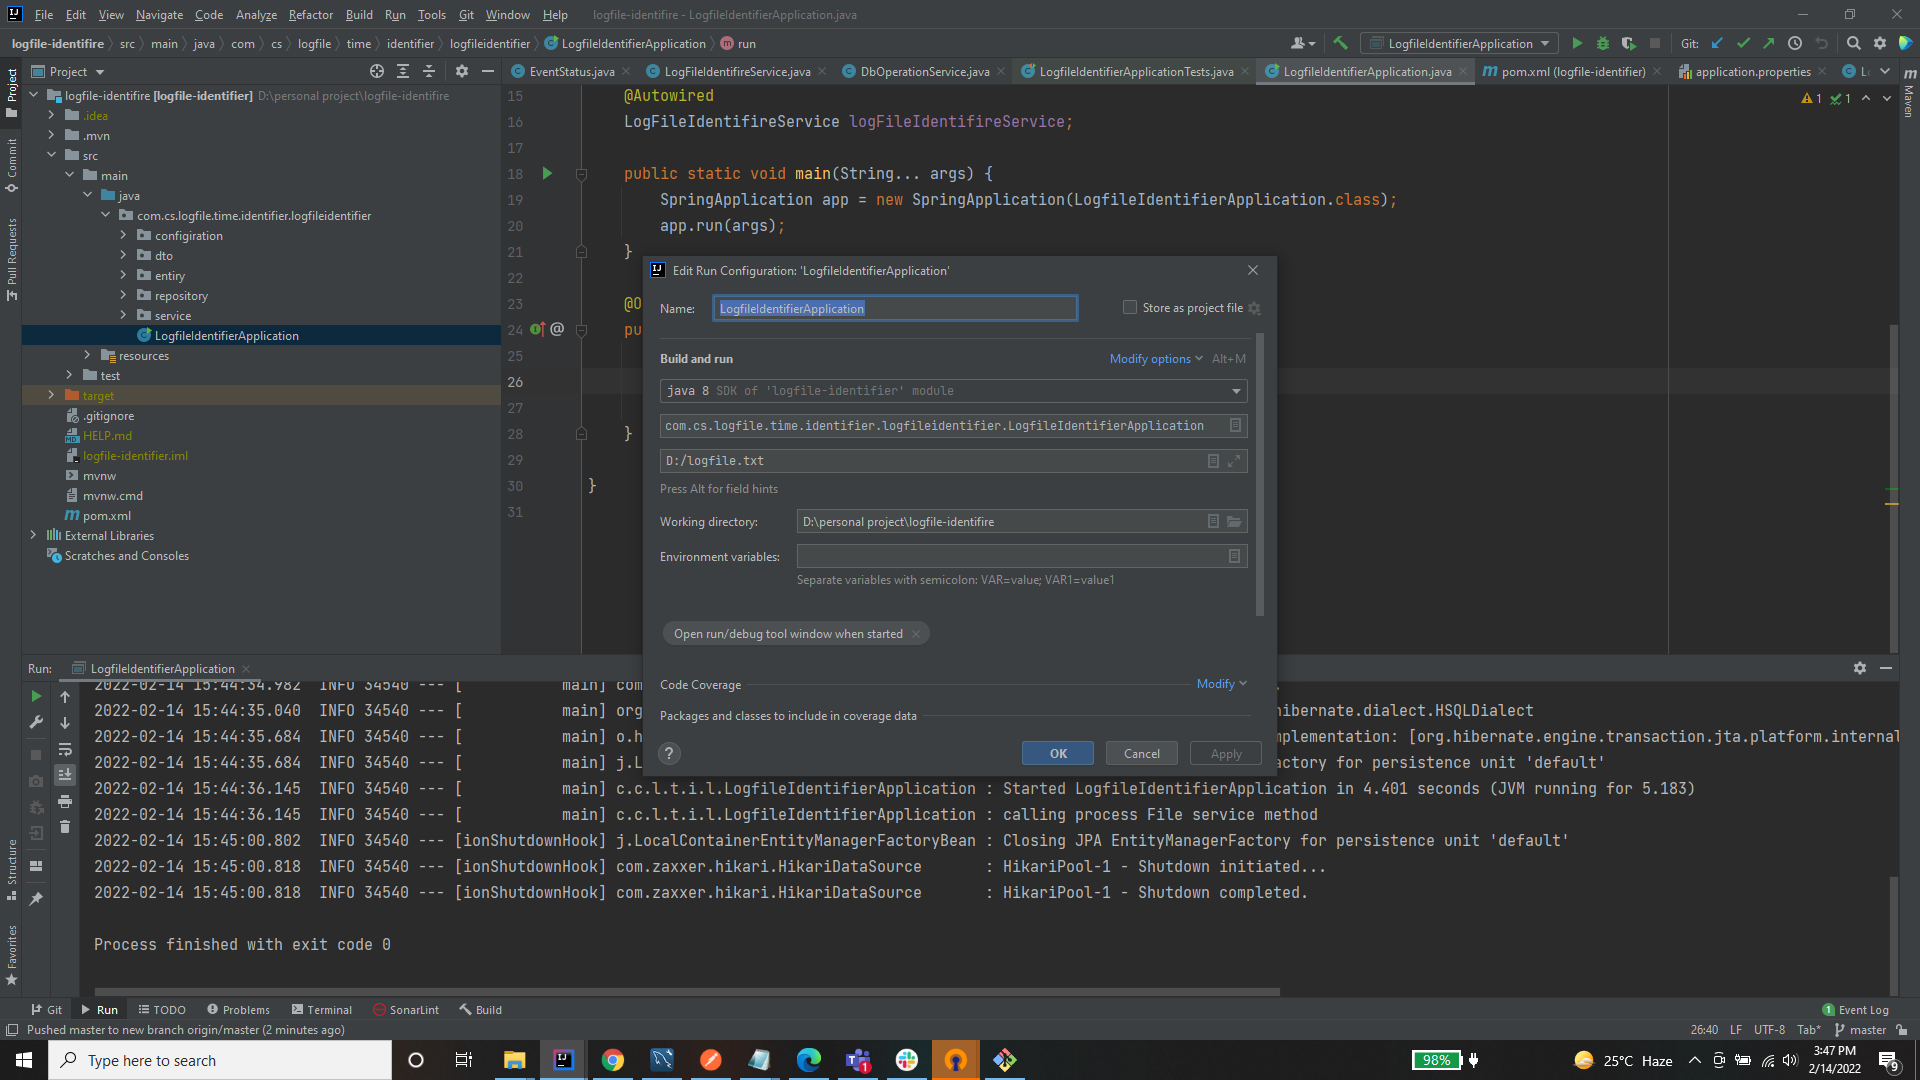 File Edit View Navigate Code Analyze Refactor Build Run Tools Git Window Help logfile-identifire - LogfileIdentifierApplication.java
logfile-identifire src main java com cs logfile time identifier logfileidentifier LogfileIdentifierApplication run
LogfileIdentifierApplication Git:
Project
EventStatus.java LogFileIdentifireService.java DbOperationService.java LogfileIdentifierApplicationTests.java LogfileIdentifierApplication.java pom.xml (logfile-identifier) application.properties
Project
Commit
Pull Requests
Structure
Favorites
Maven
logfile-identifire [logfile-identifier] D:\personal project\logfile-identifire
.idea
.mvn
src
main
java
com.cs.logfile.time.identifier.logfileidentifier
configiration
dto
entiry
repository
service
LogfileIdentifierApplication
resources
test
target
.gitignore
HELP.md
logfile-identifier.iml
mvnw
mvnw.cmd
pom.xml
External Libraries
Scratches and Consoles
1 1
15 @Autowired
16 LogFileIdentifireService logFileIdentifireService;
17
18 public static void main(String... args) {
19 SpringApplication app = new SpringApplication(LogfileIdentifierApplication.class);
20 app.run(args);
21 }
22
23 @O
24 @ pu
25
26
27
28 }
29
30 }
31
Edit Run Configuration: 'LogfileIdentifierApplication'
Name: LogfileIdentifierApplication Store as project file
Build and run Modify options Alt+M
java 8 SDK of 'logfile-identifier' module
com.cs.logfile.time.identifier.logfileidentifier.LogfileIdentifierApplication
D:/logfile.txt
Press Alt for field hints
Working directory: D:\personal project\logfile-identifire
Environment variables:
Separate variables with semicolon: VAR=value; VAR1=value1
Open run/debug tool window when started
Code Coverage Modify
Packages and classes to include in coverage data
? OK Cancel Apply
Run: LogfileIdentifierApplication
2022-02-14 15:44:34.982 INFO 34540 --- [ main] com
2022-02-14 15:44:35.040 INFO 34540 --- [ main] org hibernate.dialect.HSQLDialect
2022-02-14 15:44:35.684 INFO 34540 --- [ main] o.h mplementation: [org.hibernate.engine.transaction.jta.platform.internal
2022-02-14 15:44:35.684 INFO 34540 --- [ main] j.L actory for persistence unit 'default'
2022-02-14 15:44:36.145 INFO 34540 --- [ main] c.c.l.t.i.l.LogfileIdentifierApplication : Started LogfileIdentifierApplication in 4.401 seconds (JVM running for 5.183)
2022-02-14 15:44:36.145 INFO 34540 --- [ main] c.c.l.t.i.l.LogfileIdentifierApplication : calling process File service method
2022-02-14 15:45:00.802 INFO 34540 --- [ionShutdownHook] j.LocalContainerEntityManagerFactoryBean : Closing JPA EntityManagerFactory for persistence unit 'default'
2022-02-14 15:45:00.818 INFO 34540 --- [ionShutdownHook] com.zaxxer.hikari.HikariDataSource : HikariPool-1 - Shutdown initiated...
2022-02-14 15:45:00.818 INFO 34540 --- [ionShutdownHook] com.zaxxer.hikari.HikariDataSource : HikariPool-1 - Shutdown completed.
Process finished with exit code 0
Git Run TODO Problems Terminal SonarLint Build 1 Event Log
Pushed master to new branch origin/master (2 minutes ago) 26:40 LF UTF-8 Tab* master
Type here to search 1 98% 25°C Haze 3:47 PM
2/14/2022 9